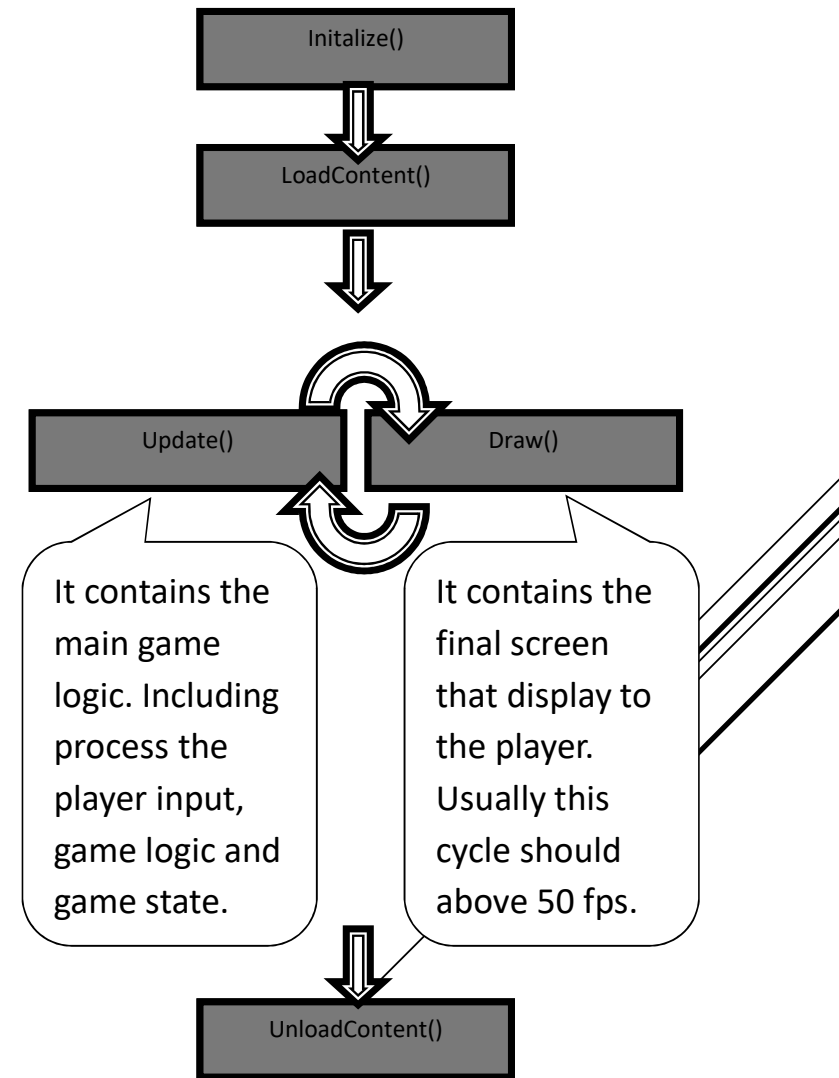 Initalize()
LoadContent()
Update()
Draw()
It contains the
main game
logic. Including
process the
player input,
game logic and
game state.
It contains the
final screen
that display to
the player.
Usually this
cycle should
above 50 fps.
UnloadContent()